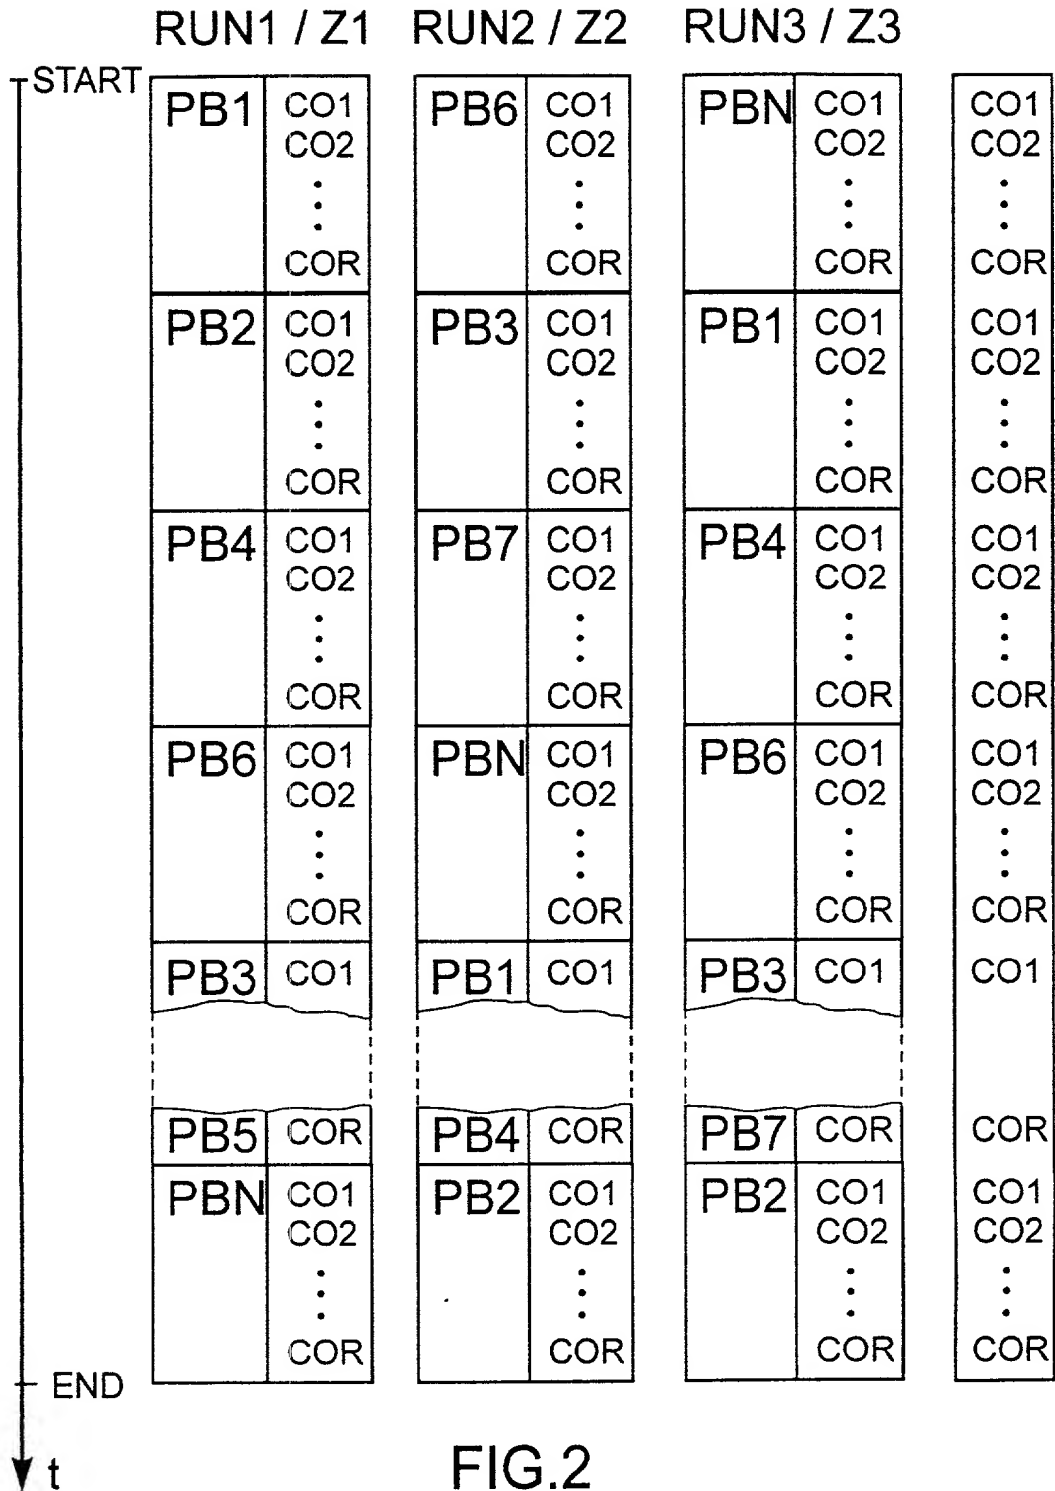 RUN1 / Z1 RUN2 / Z2 RUN3 / Z3
START PB1 CO1 PB6 CO1 PBN CO1 CO1
CO2 CO2 CO2 CO2
COR COR COR COR
PB2 CO1 PB3 CO1 PB1 CO1 CO1
CO2 CO2 CO2 CO2
COR COR COR COR
PB4 CO1 PB7 CO1 PB4 CO1 CO1
CO2 CO2 CO2 CO2
COR COR COR COR
PB6 CO1 PBN CO1 PB6 CO1 CO1
CO2 CO2 CO2 CO2
COR COR COR COR
PB3 CO1 PB1 CO1 PB3 CO1 CO1
PB5 COR PB4 COR PB7 COR COR
PBN CO1 PB2 CO1 PB2 CO1 CO1
CO2 CO2 CO2 CO2
COR COR COR COR
END
t
FIG.2